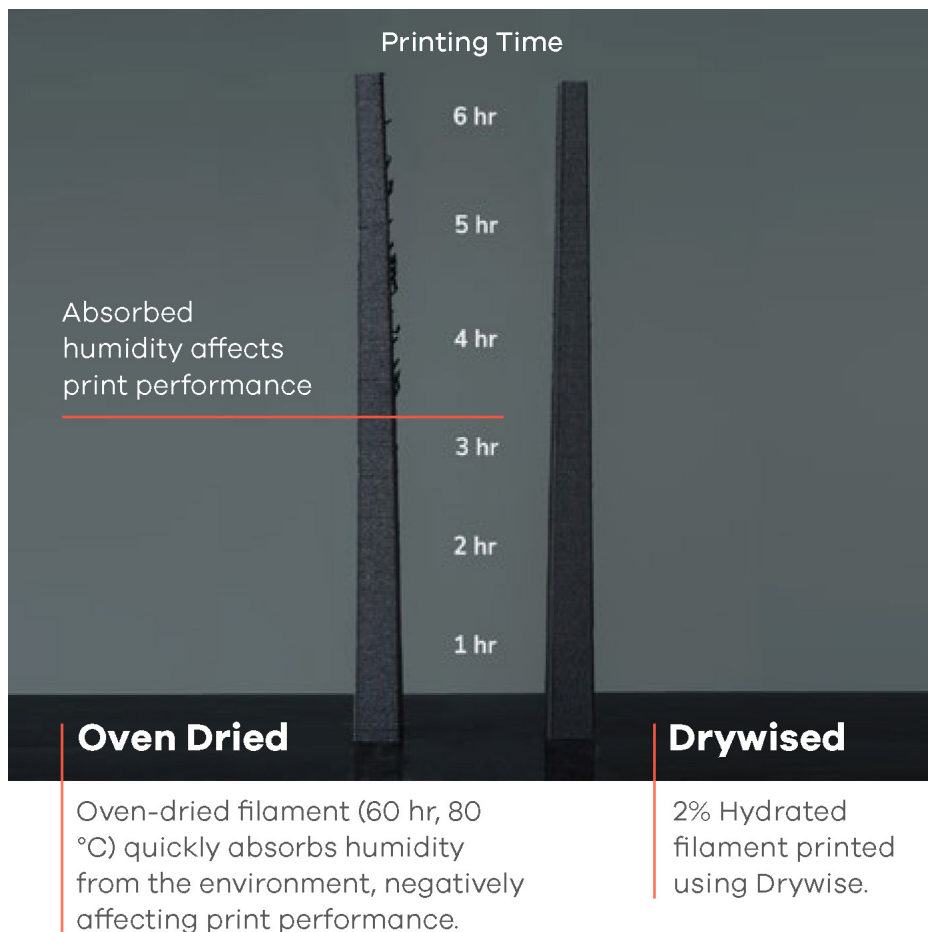 Printing Time
6 hr
5 hr
Absorbed
humidity affects
print performance
4 hr
3 hr
2 hr
1 hr
Oven Dried
Oven-dried filament (60 hr, 80
°C) quickly absorbs humidity
from the environment, negatively
affecting print performance.
Drywised
2% Hydrated
filament printed
using Drywise.